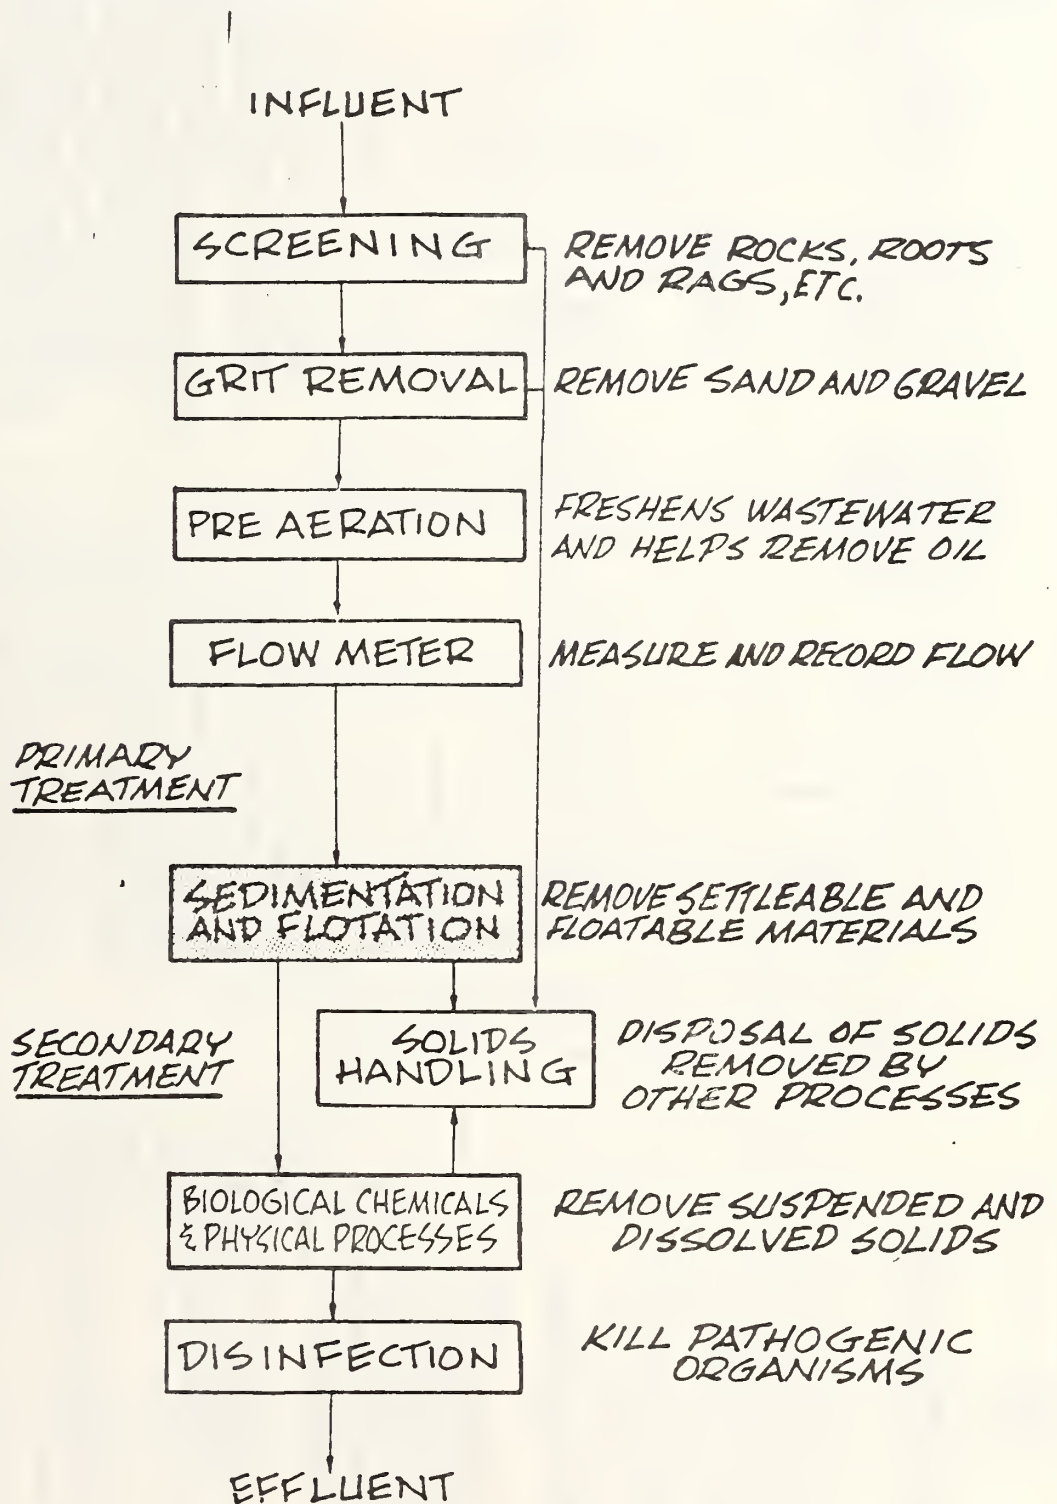 INFLUENT
SCREENING
REMOVE ROCKS, ROOTS
AND RAGS, ETC.
GRIT REMOVAL
REMOVE SAND AND GRAVEL
PRE AERATION
FRESHENS WASTEWATER
AND HELPS REMOVE OIL
FLOW METER
MEASURE AND RECORD FLOW
PRIMARY
TREATMENT
SEDIMENTATION
AND FLOTATION
REMOVE SETTLEABLE AND
FLOATABLE MATERIALS
SECONDARY
TREATMENT
SOLIDS
HANDLING
DISPOSAL OF SOLIDS
REMOVED BY
OTHER PROCESSES
BIOLOGICAL CHEMICALS
& PHYSICAL PROCESSES
REMOVE SUSPENDED AND
DISSOLVED SOLIDS
DISINFECTION
KILL PATHOGENIC
ORGANISMS
EFFLUENT